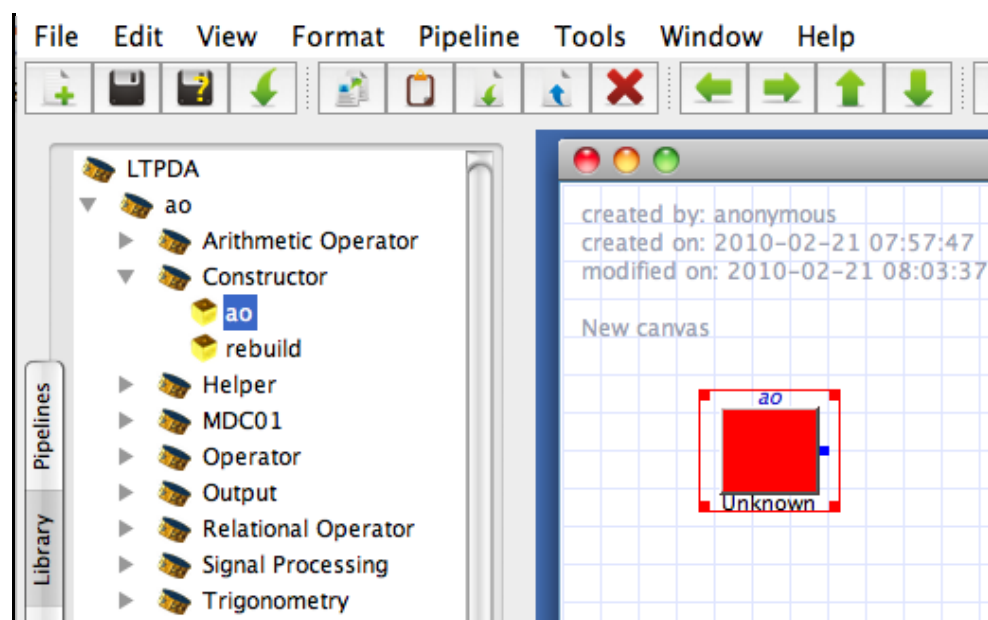 File Edit View Format Pipeline Tools Window Help
LTPDA
ao
Arithmetic Operator
Constructor
ao
rebuild
Helper
MDC01
Operator
Output
Relational Operator
Signal Processing
Trigonometry
Pipelines
Library
created by: anonymous
created on: 2010-02-21 07:57:47
modified on: 2010-02-21 08:03:37
New canvas
ao
Unknown